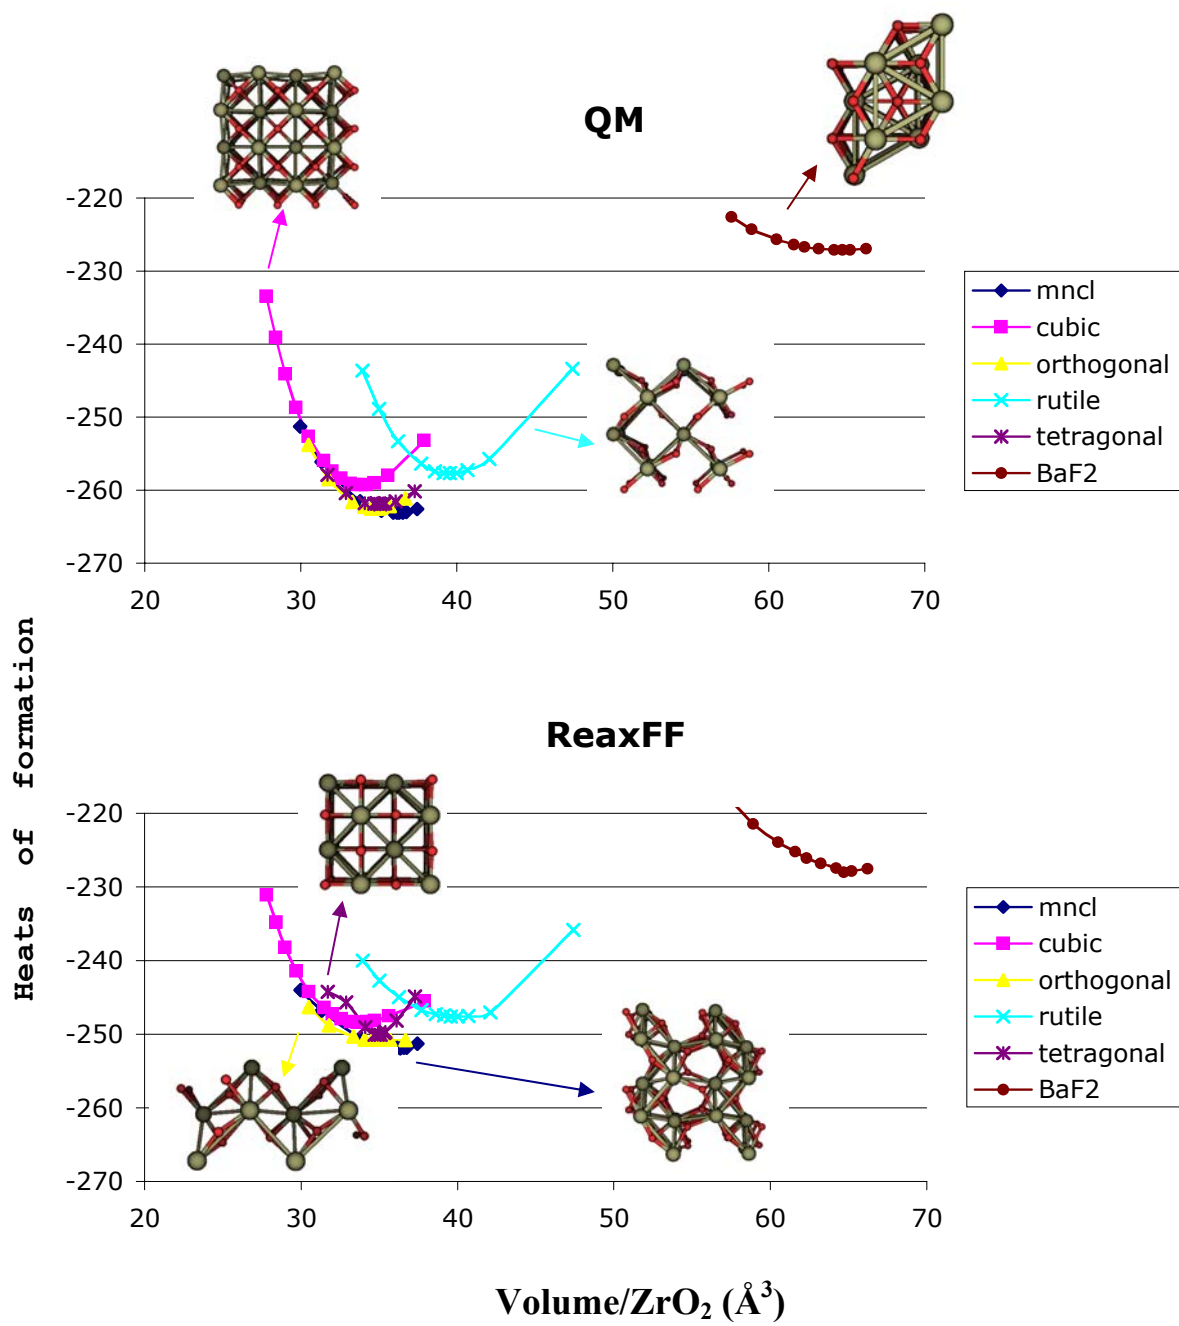 QM
-220
-230
-240
-250
-260
-270
20 30 40 50 60 70
mncl
cubic
orthogonal
rutile
tetragonal
BaF2
Heats of formation
ReaxFF
-220
-230
-240
-250
-260
-270
20 30 40 50 60 70
mncl
cubic
orthogonal
rutile
tetragonal
BaF2
Volume/ZrO₂ (Å³)